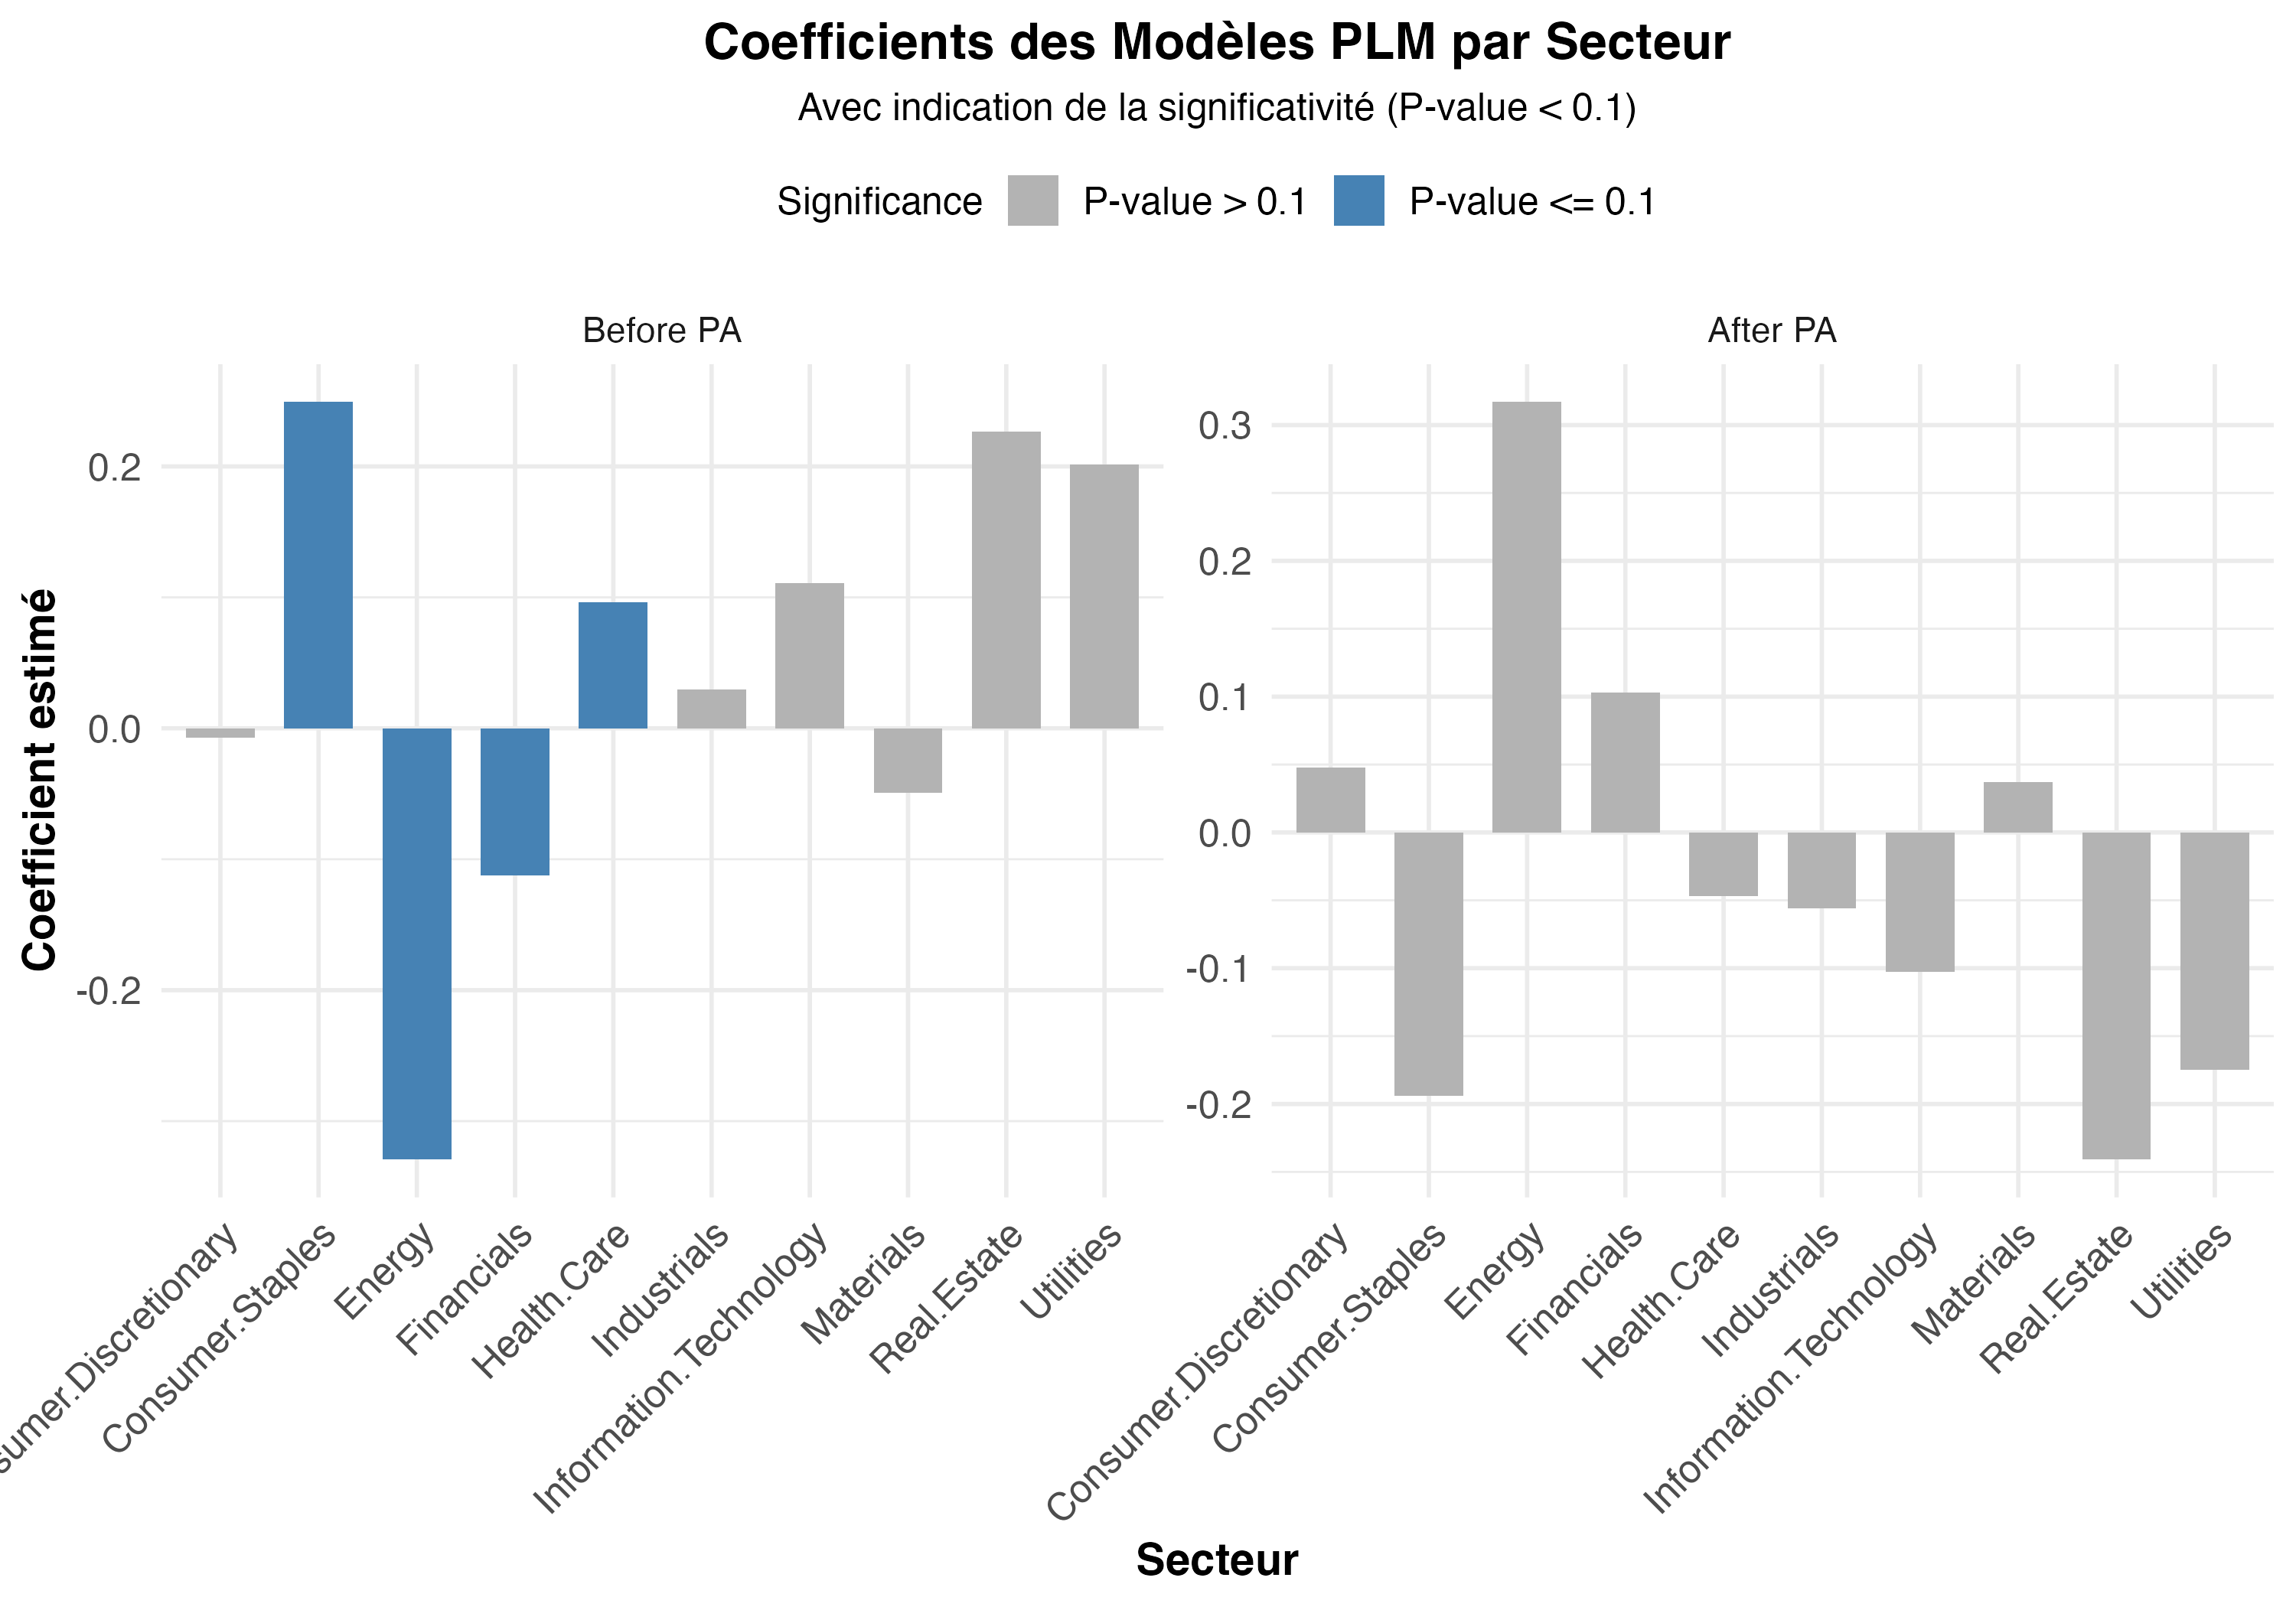 Coefficients des Modèles PLM par Secteur
Avec indication de la significativité (P-value < 0.1)
Significance P-value > 0.1 P-value <= 0.1
Before PA
After PA
Coefficient estimé
0.2
0.0
-0.2
0.3
0.2
0.1
0.0
-0.1
-0.2
sumer.Discretionary
Consumer.Staples
Energy
Financials
Health.Care
Industrials
Information.Technology
Materials
Real.Estate
Utilities
Consumer.Discretionary
Consumer.Staples
Energy
Financials
Health.Care
Industrials
Information.Technology
Materials
Real.Estate
Utilities
Secteur